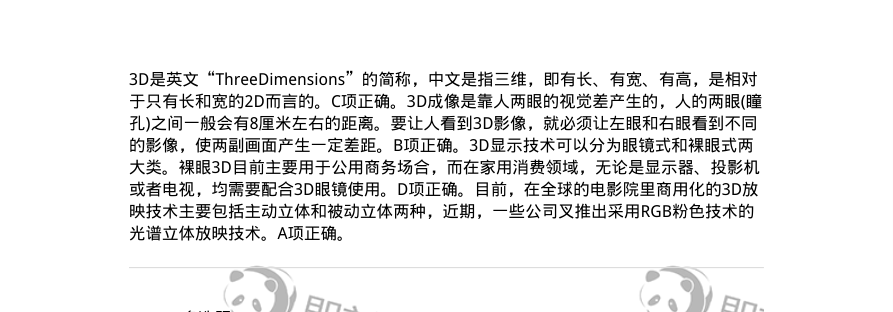 3D是英文“ThreeDimensions”的简称，中文是指三维，即有长、有宽、有高，是相对
于只有长和宽的2D而言的。C项正确。3D成像是靠人两眼的视觉差产生的，人的两眼(瞳
孔)之间一般会有8厘米左右的距离。要让人看到3D影像，就必须让左眼和右眼看到不同
的影像，使两副画面产生一定差距。B项正确。3D显示技术可以分为眼镜式和裸眼式两
大类。裸眼3D目前主要用于公用商务场合，而在家用消费领域，无论是显示器、投影机
或者电视，均需要配合3D眼镜使用。D项正确。目前，在全球的电影院里商用化的3D放
映技术主要包括主动立体和被动立体两种，近期，一些公司叉推出采用RGB粉色技术的
光谱立体放映技术。A项正确。